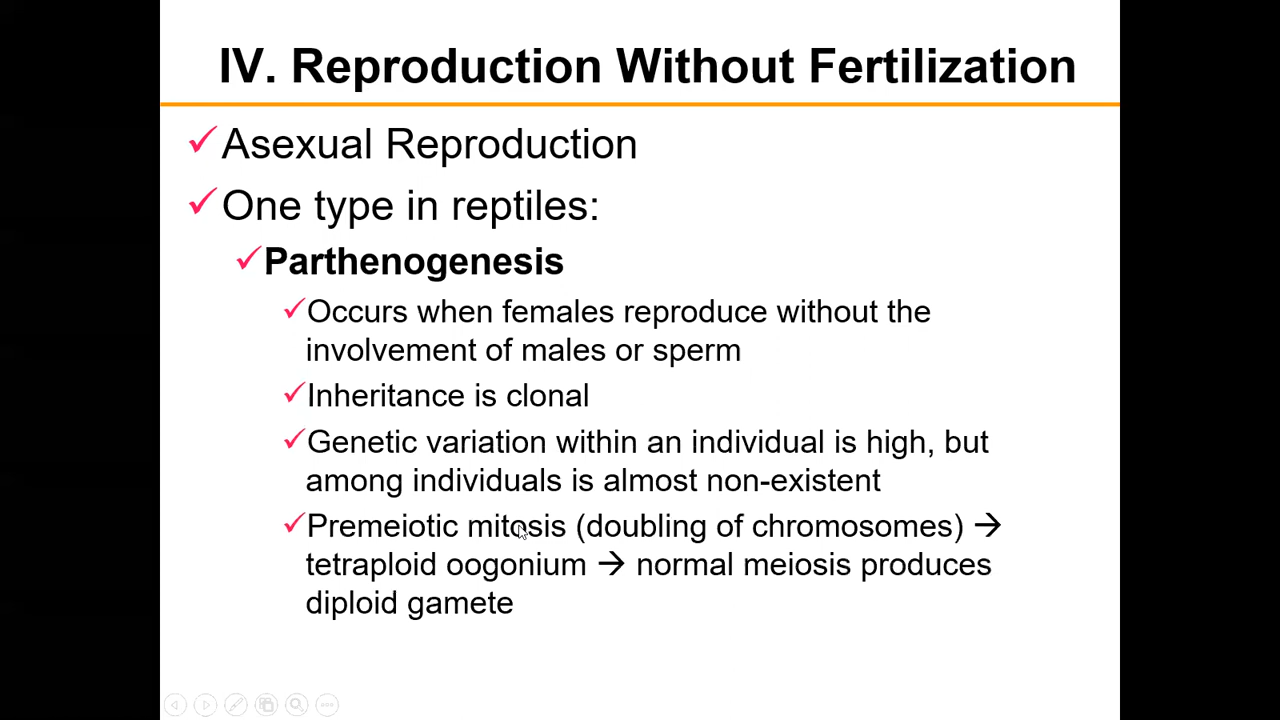 IV. Reproduction Without Fertilization
✓Asexual Reproduction
✓One type in reptiles:
✓Parthenogenesis
✓Occurs when females reproduce without the
involvement of males or sperm
✓Inheritance is clonal
✓Genetic variation within an individual is high, but
among individuals is almost non-existent
✓Premeiotic mitosis (doubling of chromosomes) →
tetraploid oogonium → normal meiosis produces
diploid gamete